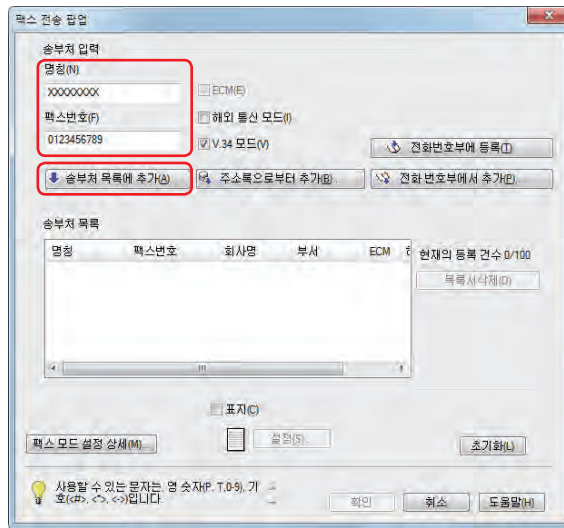 팩스 전송 팝업
송부처 입력
명칭(N)
XXXXXXXX
ECM(E)
팩스번호(F)
해외 통신 모드(I)
0123456789
V.34 모드(V)
전화번호부에 등록(T)
송부처 목록에 추가(A)
주소록으로부터 추가(B)...
전화 번호부에서 추가(P)...
송부처 목록
명칭 팩스번호 회사명 부서 ECM
현재의 등록 건수 0/100
목록서삭제(D)
표지(C)
팩스 모드 설정 상세(M)...
설정(S)...
초기화(L)
사용할 수 있는 문자는, 영 숫자(P, T,0-9), 기
호(<#>, <*>, <->)입니다.
확인 취소 도움말(H)